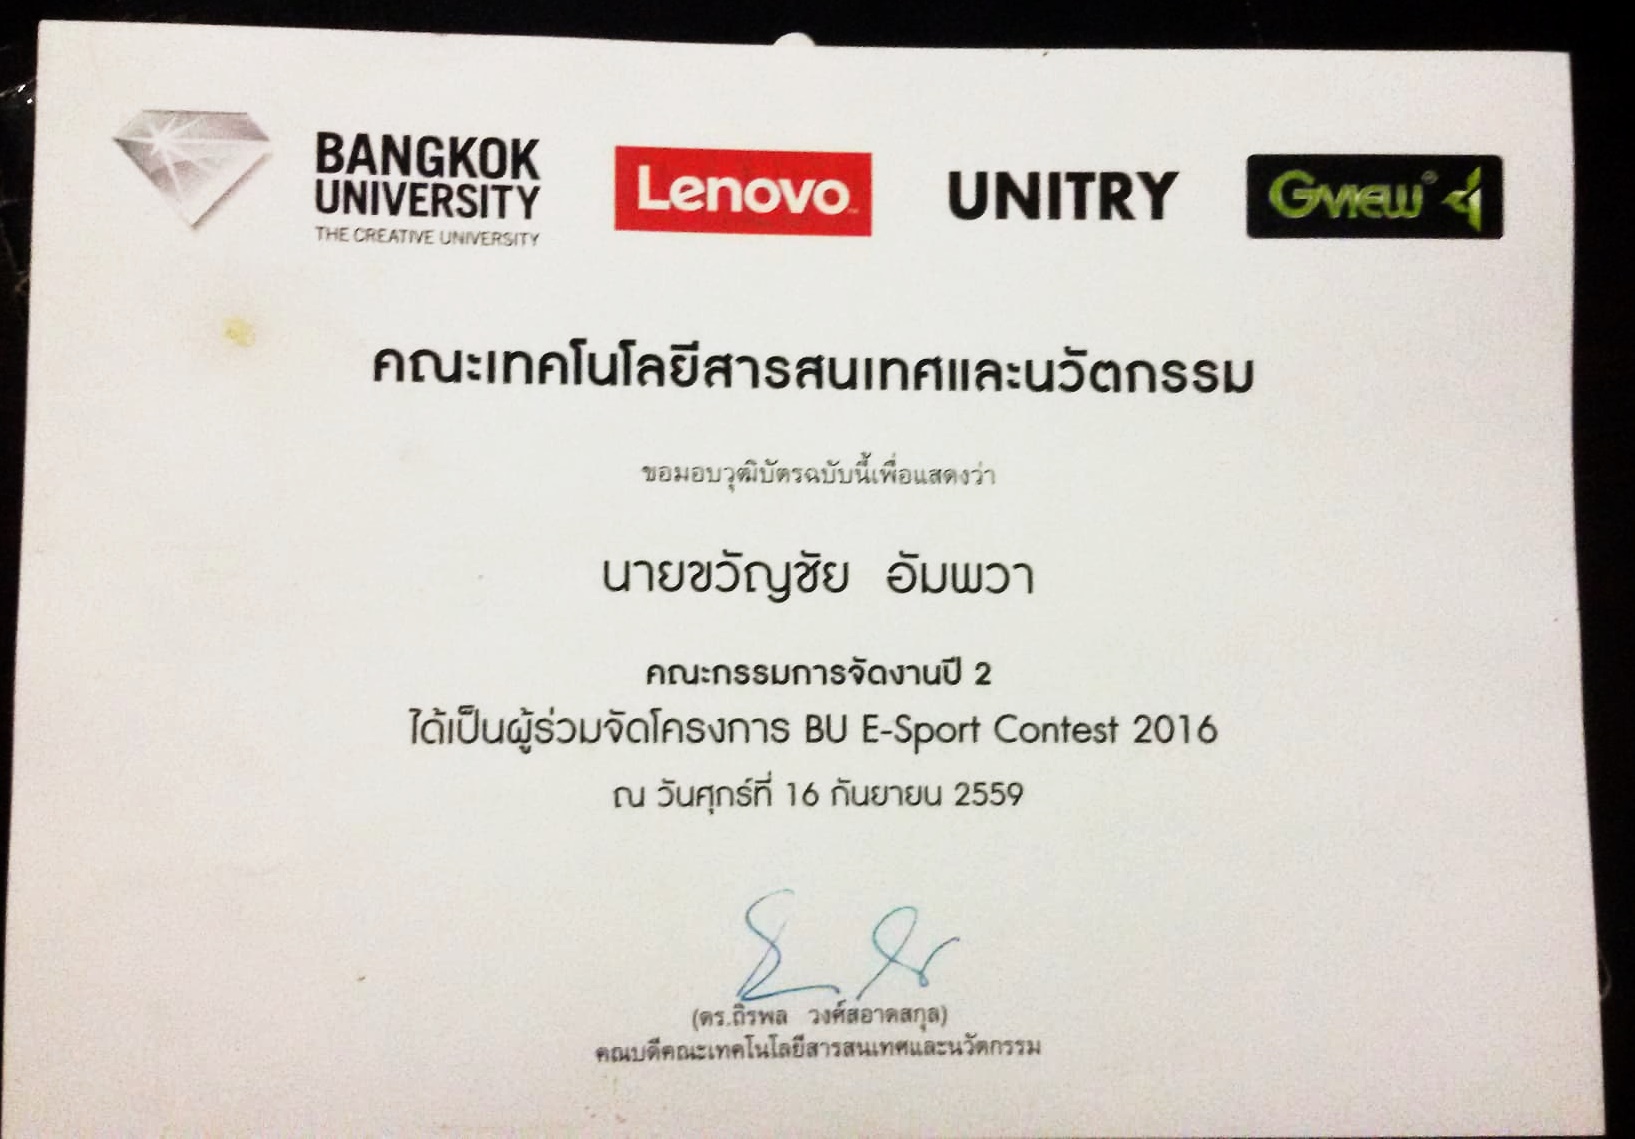 BANGKOK
UNIVERSITY
THE CREATIVE UNIVERSITY
Lenovo
UNITRY
GVIEW®
คณะเทคโนโลยีสารสนเทศและนวัตกรรม
ขอมอบวุฒิบัตรฉบับนี้เพื่อแสดงว่า
นายขวัญชัย อัมพวา
คณะกรรมการจัดงานปี 2
ได้เป็นผู้ร่วมจัดโครงการ BU E-Sport Contest 2016
ณ วันศุกร์ที่ 16 กันยายน 2559
(ดร.ถิรพล วงศ์สอาดสกุล)
คณบดีคณะเทคโนโลยีสารสนเทศและนวัตกรรม